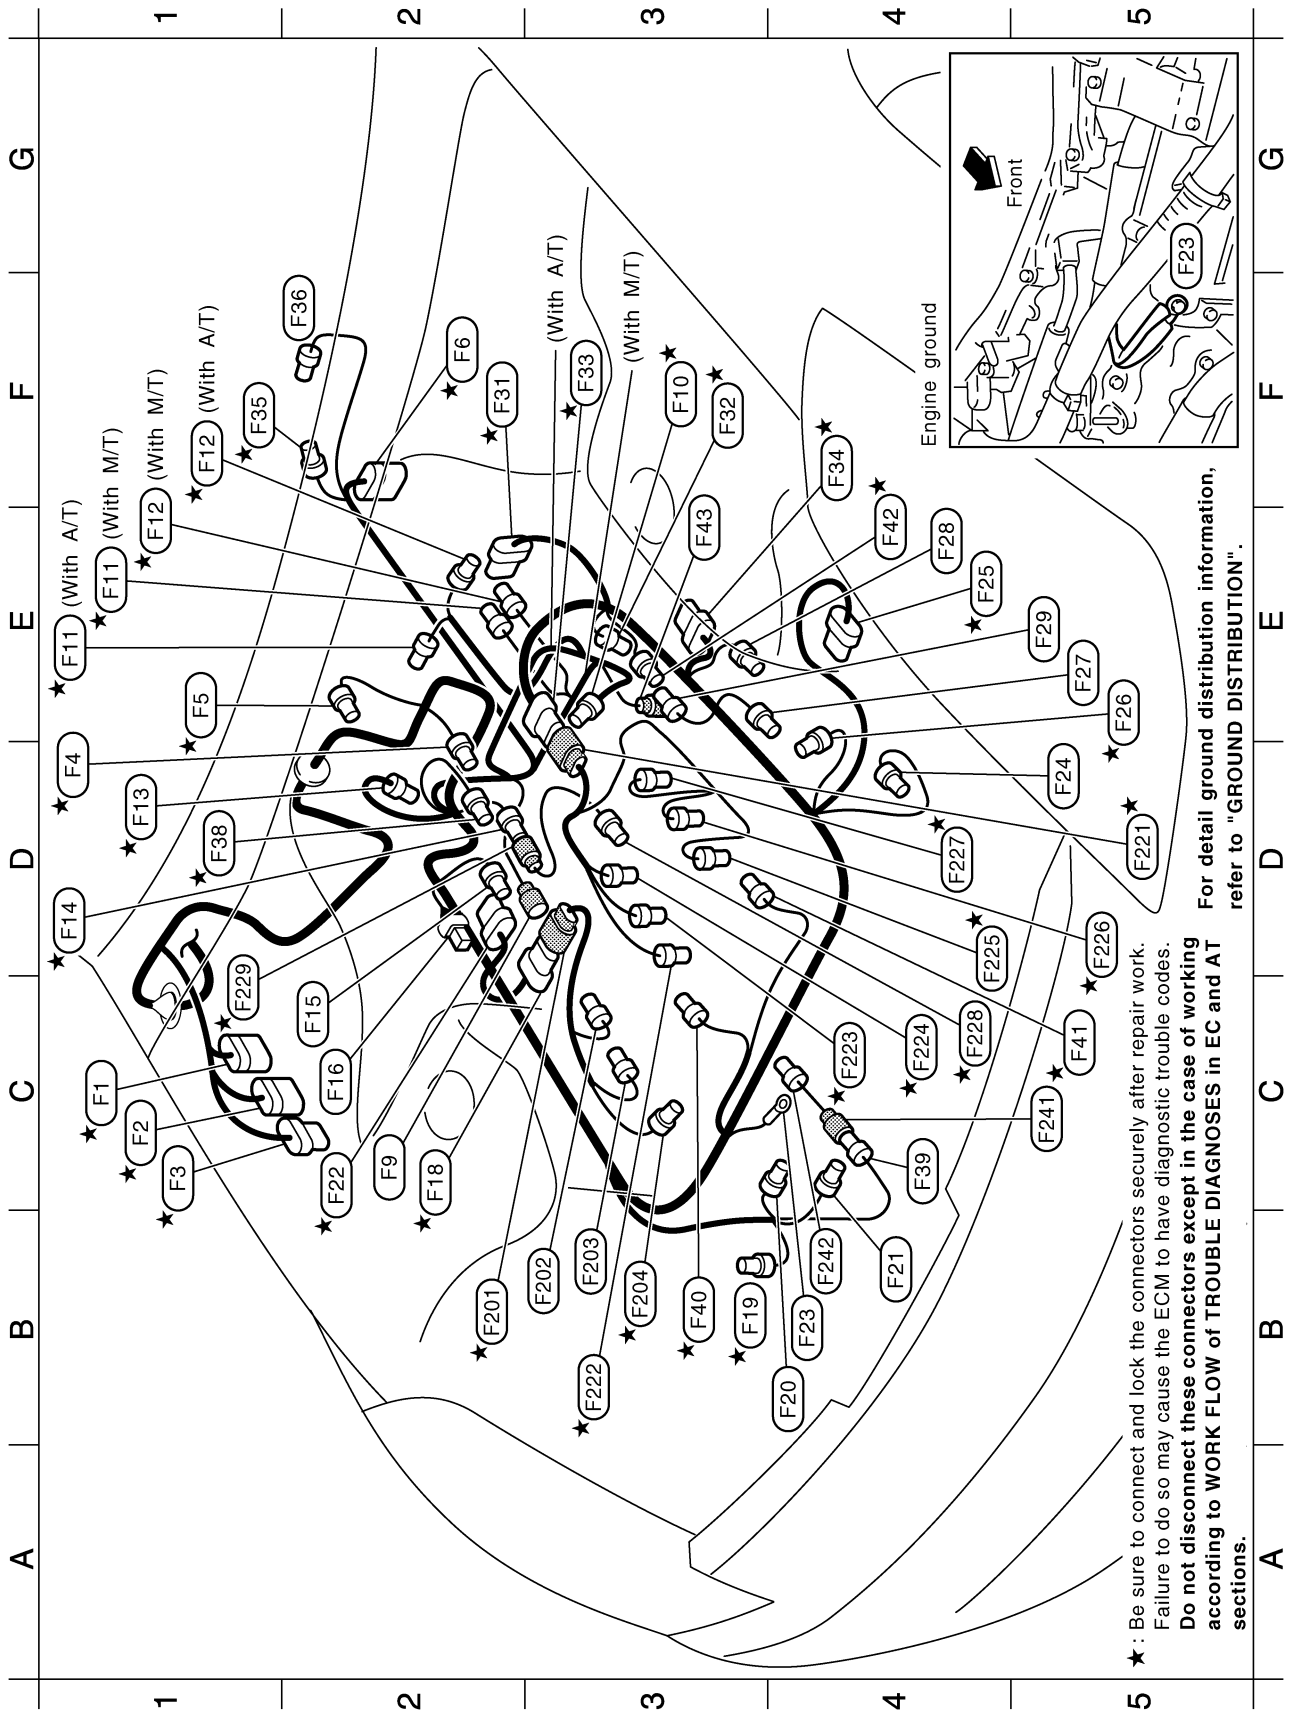 1
2
3
4
5
G
F
E
D
C
B
A
G
F
E
D
C
B
A
1
2
3
4
5
F36
F6
F31
(With A/T)
F33
(With M/T)
F10
F32
F34
F42
F28
F25
F29
F27
F26
F24
F221
F43
★ F11 (With A/T)
★ F11 (With M/T)
★ F12 (With M/T)
★ F12 (With A/T)
★ F35
★ F5
★ F4
★ F13
★ F38
★ F14
★ F229
F15
F16
★ F1
★ F2
★ F3
★ F22
F9
★ F18
★ F201
F202
F203
★ F204
★ F222
★ F40
★ F19
F23
F20
F242
F21
F39
F241
★ F41
★ F228
★ F224
★ F223
★ F226
★ F225
★ F227
Engine ground
Front
F23
For detail ground distribution information,
refer to "GROUND DISTRIBUTION".
★: Be sure to connect and lock the connectors securely after repair work.
Failure to do so may cause the ECM to have diagnostic trouble codes.
Do not disconnect these connectors except in the case of working
according to WORK FLOW of TROUBLE DIAGNOSES in EC and AT
sections.